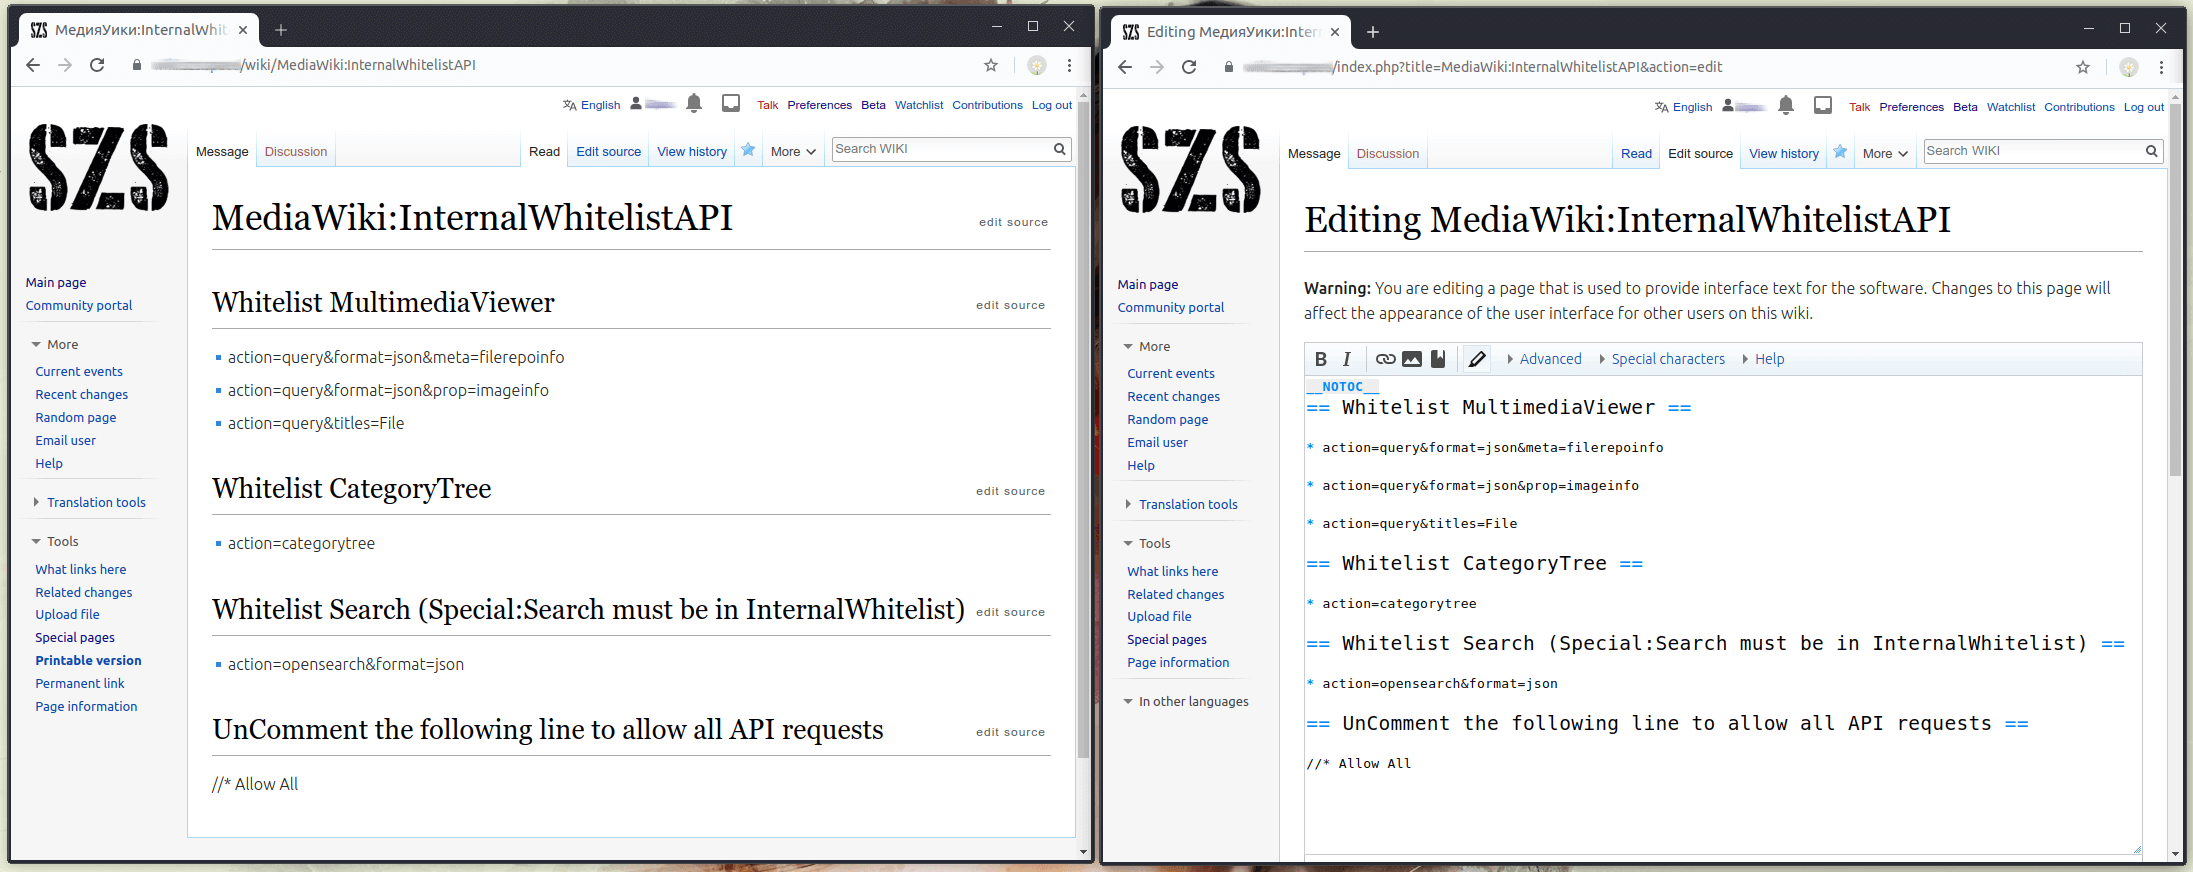 SZS МедияУики:InternalWhit
/wiki/MediaWiki:InternalWhitelistAPI
English Talk Preferences Beta Watchlist Contributions Log out
SZS
Message Discussion Read Edit source View history More Search WIKI
MediaWiki:InternalWhitelistAPI edit source
Main page
Community portal
More
Current events
Recent changes
Random page
Email user
Help
Translation tools
Tools
What links here
Related changes
Upload file
Special pages
Printable version
Permanent link
Page information
Whitelist MultimediaViewer edit source
action=query&format=json&meta=filerepoinfo
action=query&format=json&prop=imageinfo
action=query&titles=File
Whitelist CategoryTree edit source
action=categorytree
Whitelist Search (Special:Search must be in InternalWhitelist) edit source
action=opensearch&format=json
UnComment the following line to allow all API requests edit source
//* Allow All
SZS Editing МедияУики:Inter
/index.php?title=MediaWiki:InternalWhitelistAPI&action=edit
English Talk Preferences Beta Watchlist Contributions Log out
SZS
Message Discussion Read Edit source View history More Search WIKI
Editing MediaWiki:InternalWhitelistAPI
Main page
Community portal
More
Current events
Recent changes
Random page
Email user
Help
Translation tools
Tools
What links here
Related changes
Upload file
Special pages
Page information
In other languages
Warning: You are editing a page that is used to provide interface text for the software. Changes to this page will
affect the appearance of the user interface for other users on this wiki.
B I Advanced Special characters Help
__NOTOC__
== Whitelist MultimediaViewer ==
* action=query&format=json&meta=filerepoinfo
* action=query&format=json&prop=imageinfo
* action=query&titles=File
== Whitelist CategoryTree ==
* action=categorytree
== Whitelist Search (Special:Search must be in InternalWhitelist) ==
* action=opensearch&format=json
== UnComment the following line to allow all API requests ==
//* Allow All